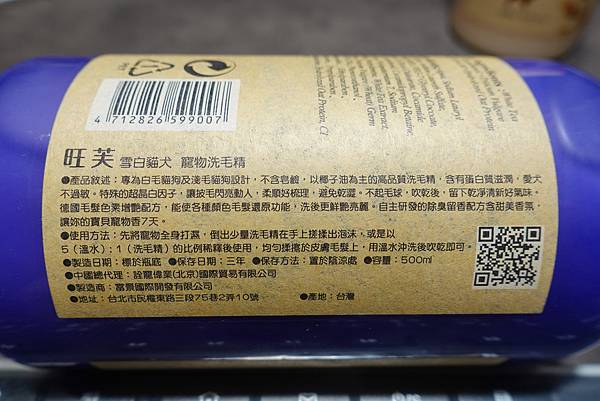 4 712826 599007
旺芙 雪白貓犬 寵物洗毛精
●產品敘述：專為白毛貓狗及淺毛貓狗設計，不含皂鹼，以椰子油為主的高品質洗毛精，含有蛋白質滋潤，愛犬
不過敏。特殊的超晶白因子，讓披毛閃亮動人，柔順好梳理，避免乾澀。不起毛球，吹乾後，留下乾淨清新好氣味。
德國毛髮色素增艷配方，能使各種顏色毛髮還原功能，洗後更鮮艷亮麗。自主研發的除臭留香配方含甜美香氛，
讓妳的寶貝寵物香7天。
●使用方法：先將寵物全身打濕，倒出少量洗毛精在手上搓揉出泡沫，或是以
5（溫水）:1（洗毛精）的比例稀釋後使用，均勻揉搗於皮膚毛髮上，用溫水沖洗吹乾即可。
●製造日期：標於瓶底 ●保存日期：三年 ●保存方法：置於陰涼處 ●容量：500ml
●中國總代理：詮寵偉業(北京)國際貿易有限公司
●製造商：富景國際開發有限公司
●地址：台北市民權東路三段75巷2弄10號 ●產地：台灣